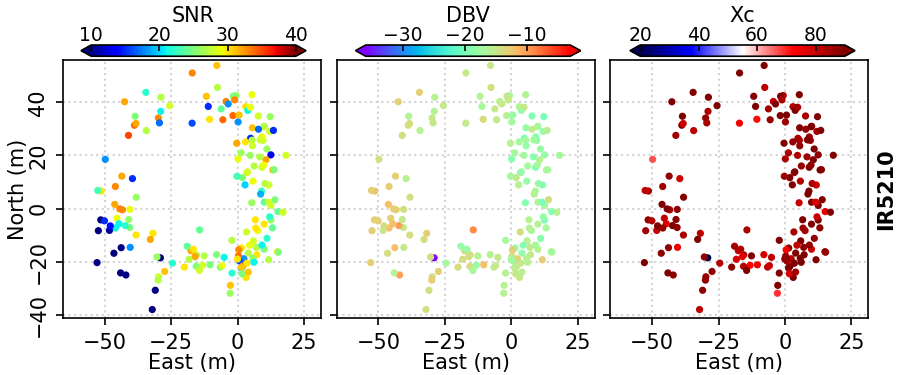 SNR DBV Xc
10 20 30 40 −30 −20 −10 20 40 60 80
North (m)
40
20
0
−20
−40
IR5210
−50 −25 0 25 −50 −25 0 25 −50 −25 0 25
East (m) East (m) East (m)